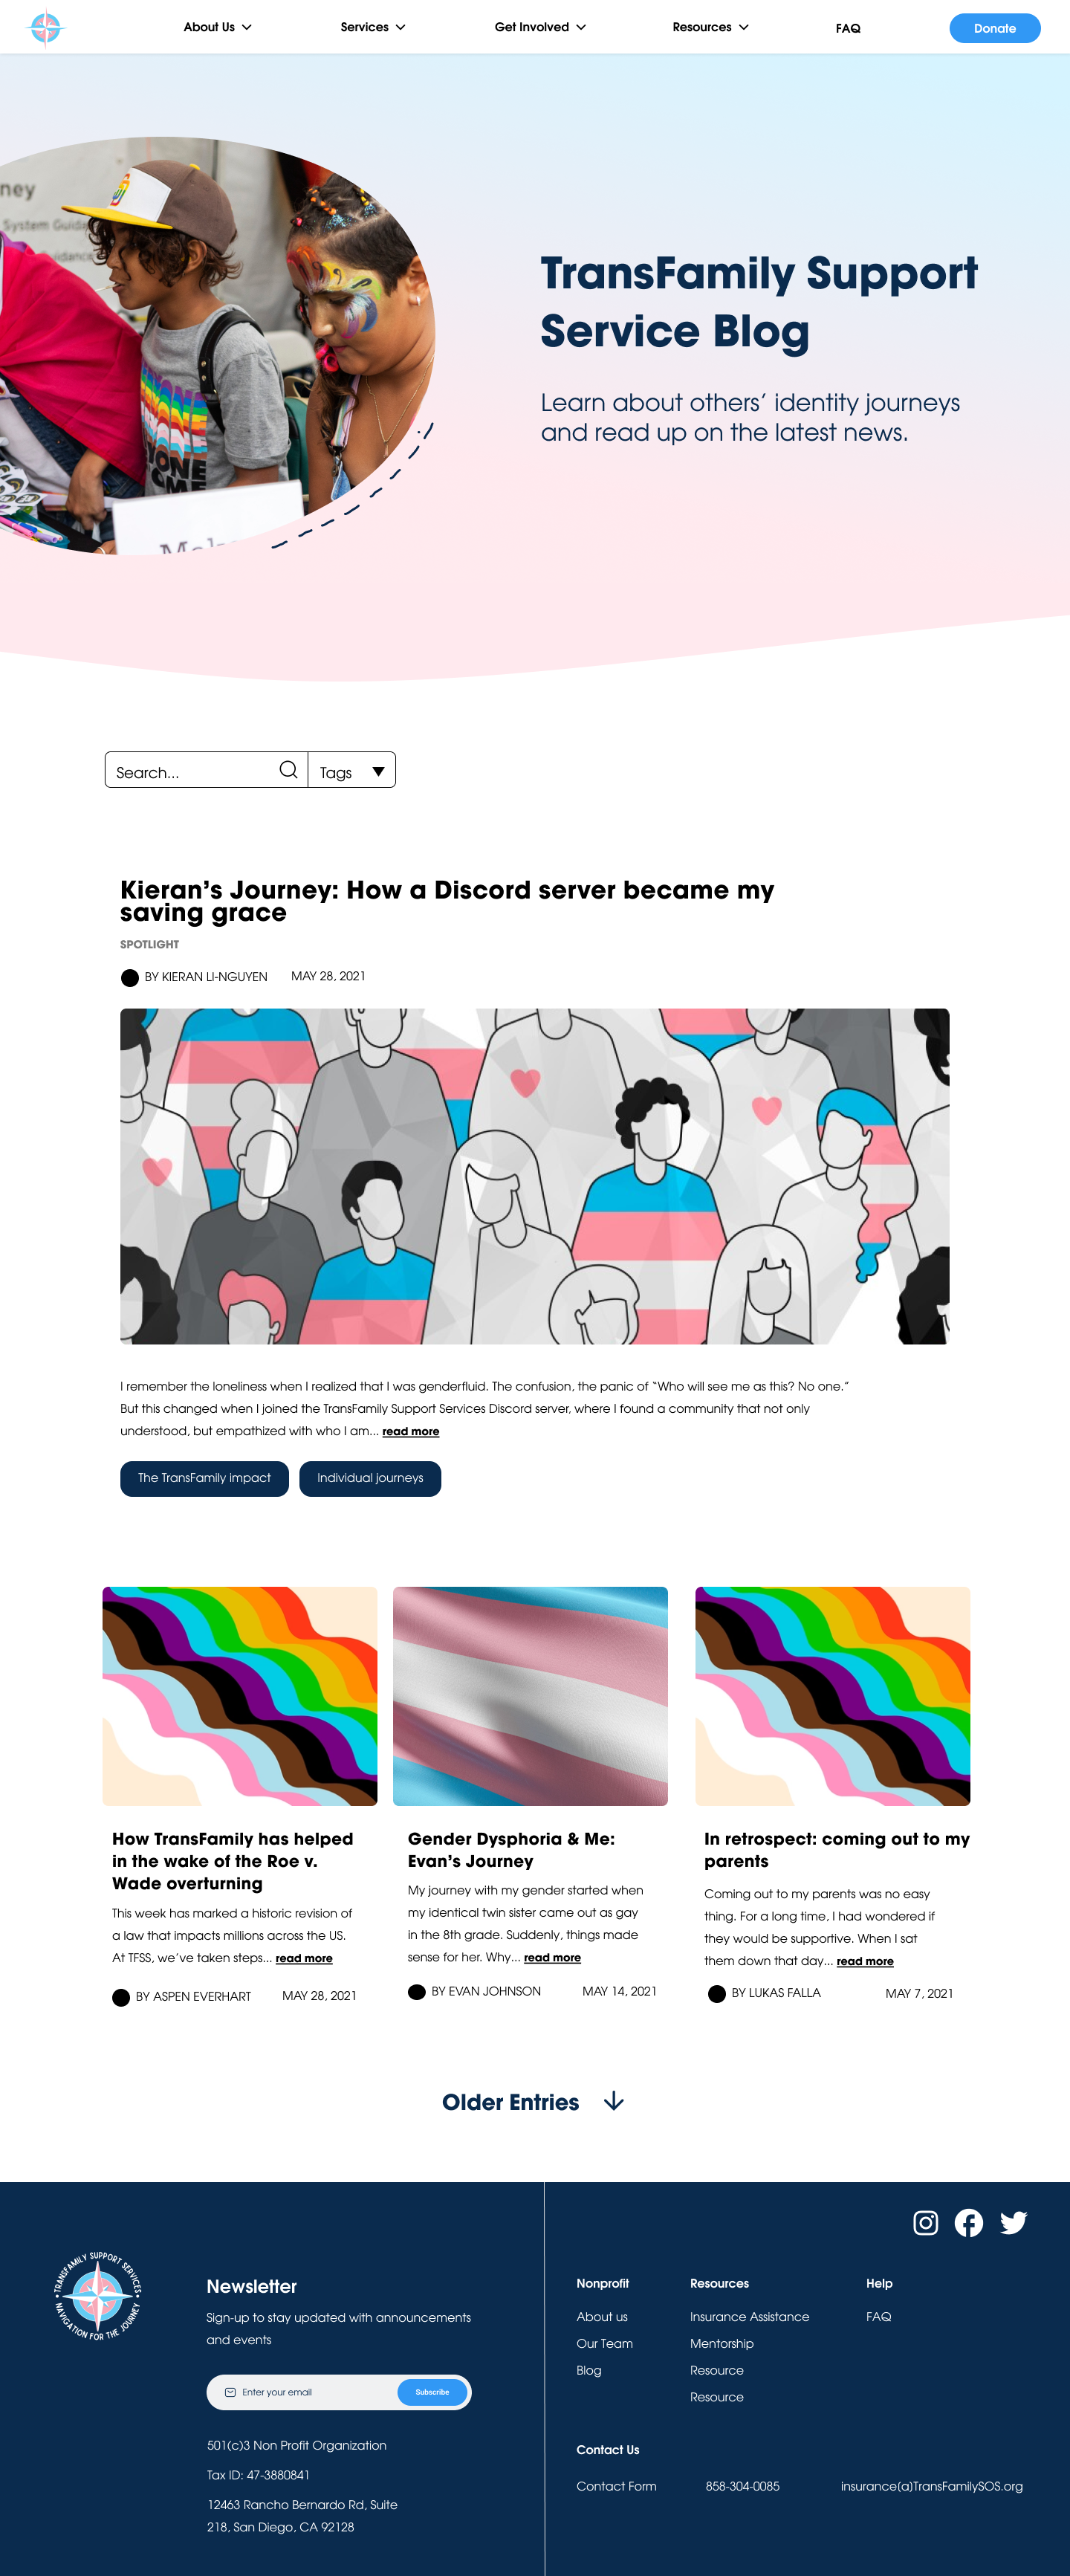 About Us
Services
Get Involved
Resources
FAQ
Donate
ney
System Guida
idance
TransFamily Support
Service Blog
Learn about others’ identity journeys
and read up on the latest news.
Search...
Tags
Kieran’s Journey: How a Discord server became my
saving grace
SPOTLIGHT
BY KIERAN LI-NGUYEN
MAY 28, 2021
I remember the loneliness when I realized that I was genderfluid. The confusion, the panic of “Who will see me as this? No one.”
But this changed when I joined the TransFamily Support Services Discord server, where I found a community that not only
understood, but empathized with who I am... read more
The TransFamily impact
Individual journeys
How TransFamily has helped
in the wake of the Roe v.
Wade overturning
This week has marked a historic revision of
a law that impacts millions across the US.
At TFSS, we’ve taken steps... read more
BY ASPEN EVERHART
MAY 28, 2021
Gender Dysphoria & Me:
Evan’s Journey
My journey with my gender started when
my identical twin sister came out as gay
in the 8th grade. Suddenly, things made
sense for her. Why... read more
BY EVAN JOHNSON
MAY 14, 2021
In retrospect: coming out to my
parents
Coming out to my parents was no easy
thing. For a long time, I had wondered if
they would be supportive. When I sat
them down that day... read more
BY LUKAS FALLA
MAY 7, 2021
Older Entries
TRANSFAMILY SUPPORT SERVICES
NAVIGATION FOR THE JOURNEY
Newsletter
Sign-up to stay updated with announcements
and events
Enter your email
Subscribe
501(c)3 Non Profit Organization
Tax ID: 47-3880841
12463 Rancho Bernardo Rd, Suite
218, San Diego, CA 92128
Nonprofit
About us
Our Team
Blog
Resources
Insurance Assistance
Mentorship
Resource
Resource
Help
FAQ
Contact Us
Contact Form
858-304-0085
insurance(a)TransFamilySOS.org